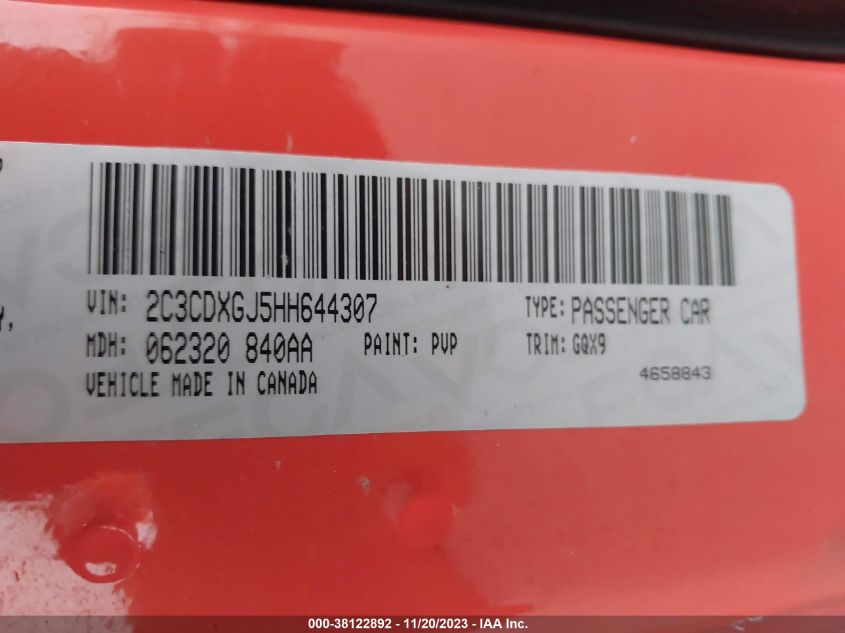 VIN: 2C3CDXGJ5HH644307 TYPE: PASSENGER CAR
MDH: 062320 840AA PAINT: PVP TRIM: GQX9
VEHICLE MADE IN CANADA 4658843
000-38122892 - 11/20/2023 - IAA Inc.